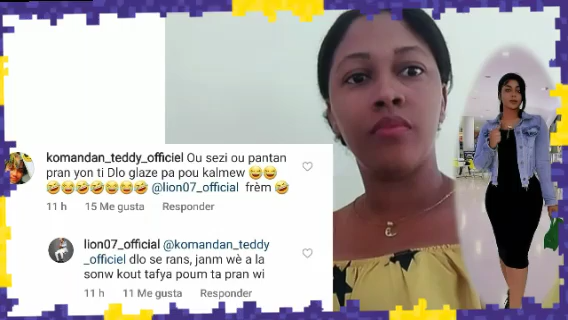 komandan_teddy_officiel Ou sezi ou pantan
pran yon ti Dlo glaze pa pou kalmew 😂😂
🤣🤣🤣🤣😂🤣🤣 @lion07_official frèm 🤣
11 h 15 Me gusta Responder
lion07_official @komandan_teddy
_officiel dlo se rans, janm wè a la
sonw kout tafya poum ta pran wi
11 h 11 Me gusta Responder